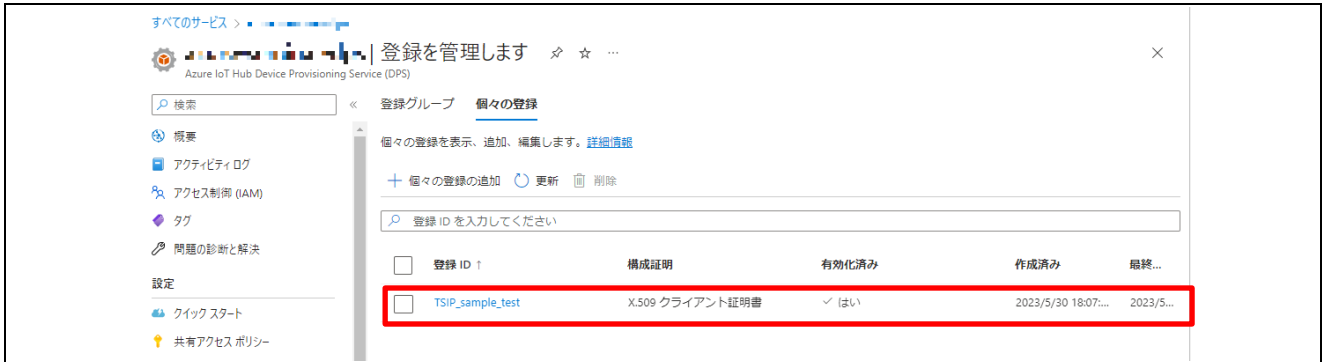 すべてのサービス >
| 登録を管理します
Azure IoT Hub Device Provisioning Service (DPS)
検索
登録グループ 個々の登録
概要
個々の登録を表示、追加、編集します。詳細情報
アクティビティ ログ
個々の登録の追加 更新 削除
アクセス制御 (IAM)
タグ
登録 ID を入力してください
問題の診断と解決
登録 ID ↑ 構成証明 有効化済み 作成済み 最終...
設定
TSIP_sample_test X.509 クライアント証明書 はい 2023/5/30 18:07:... 2023/5...
クイック スタート
共有アクセス ポリシー